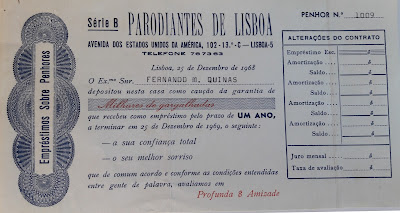 Empréstimos Sobre Penhores
Série B PARODIANTES DE LISBOA
AVENIDA DOS ESTADOS UNIDOS DA AMÉRICA, 102-13.º-C — LISBOA-5
TELEFONE 767363
Lisboa, 25 de Dezembro de 1968
O Ex.mo Snr. FERNANDO M. QUINAS
depositou nesta casa como caução da garantia de
Milhares de gargalhadas
que recebeu como empréstimo pelo prazo de UM ANO,
a terminar em 25 de Dezembro de 1969, o seguinte:
— a sua confiança total
— o seu melhor sorriso
que de comum acordo e conforme as condições entendidas
entre gente de palavra, avaliamos em
Profunda B Amizade
PENHOR N.º 1009
ALTERAÇÕES DO CONTRATO
Empréstimo Esc. $
Amortização $
Saldo $
Amortização $
Saldo $
Amortização $
Saldo $
Amortização $
Saldo $
Juro mensal $
Taxa de avaliação $